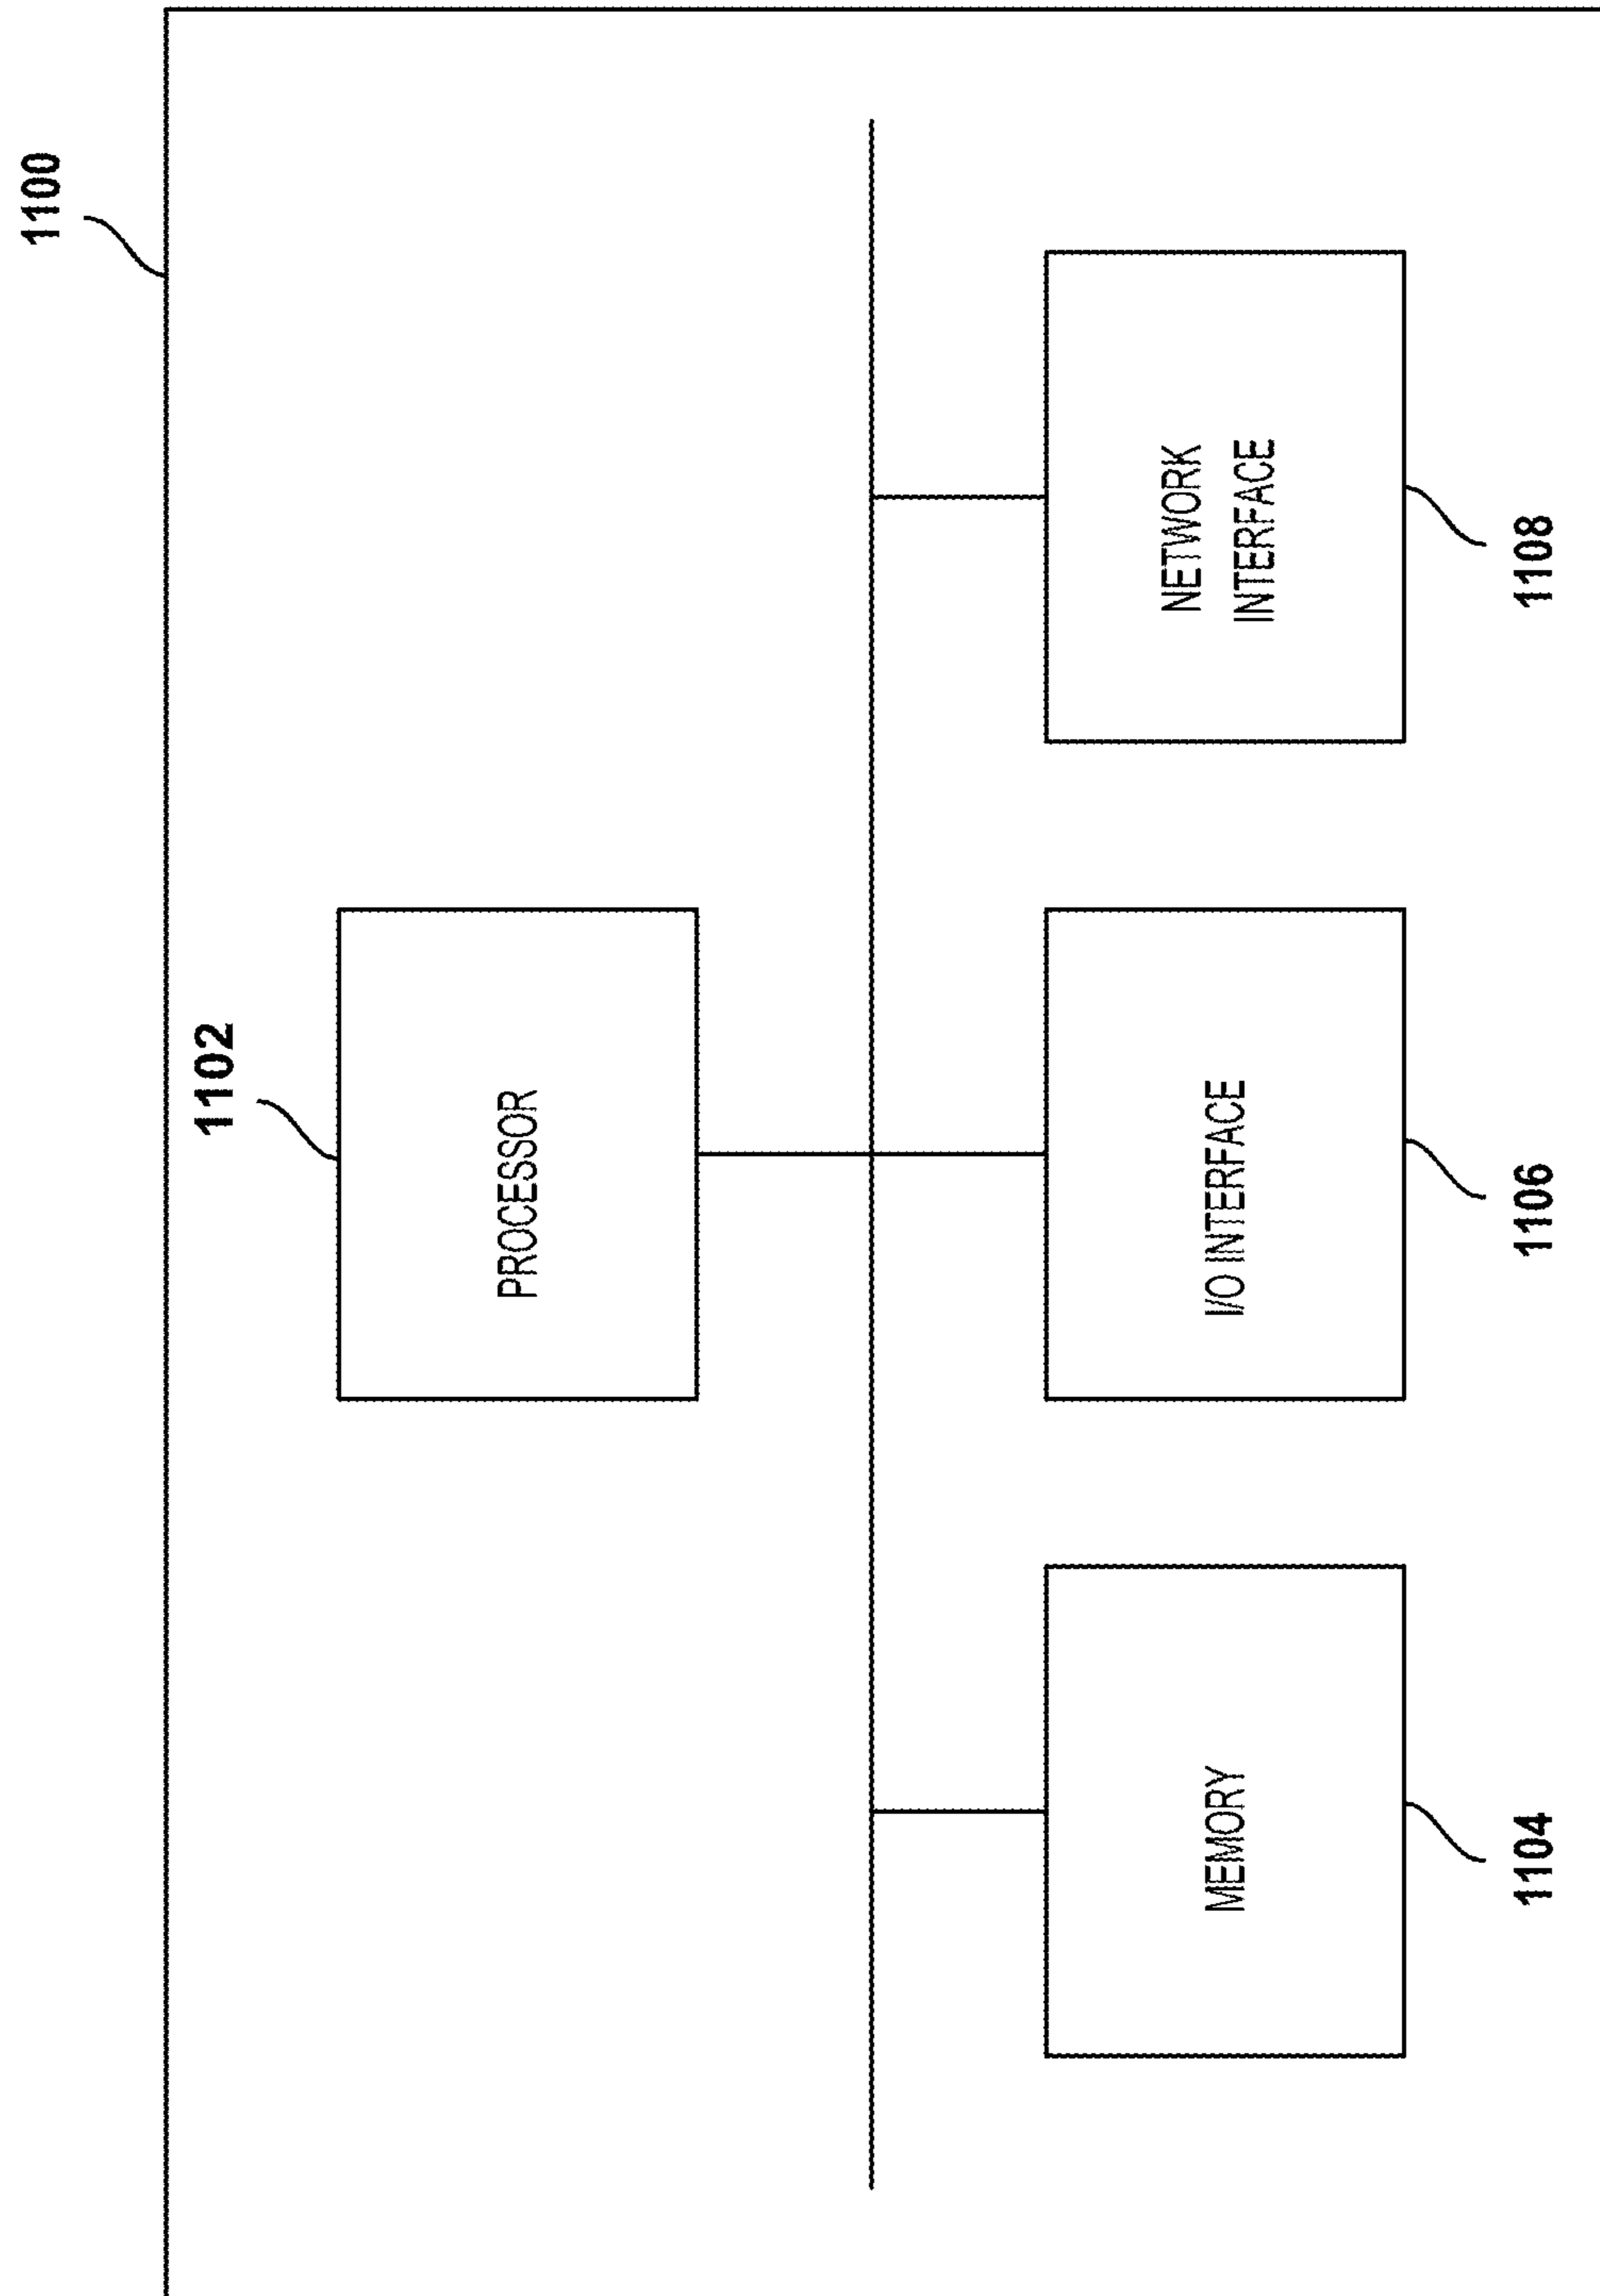 1100
1102
PROCESSOR
MEMORY
I/O INTERFACE
NETWORK
INTERFACE
1104
1106
1108